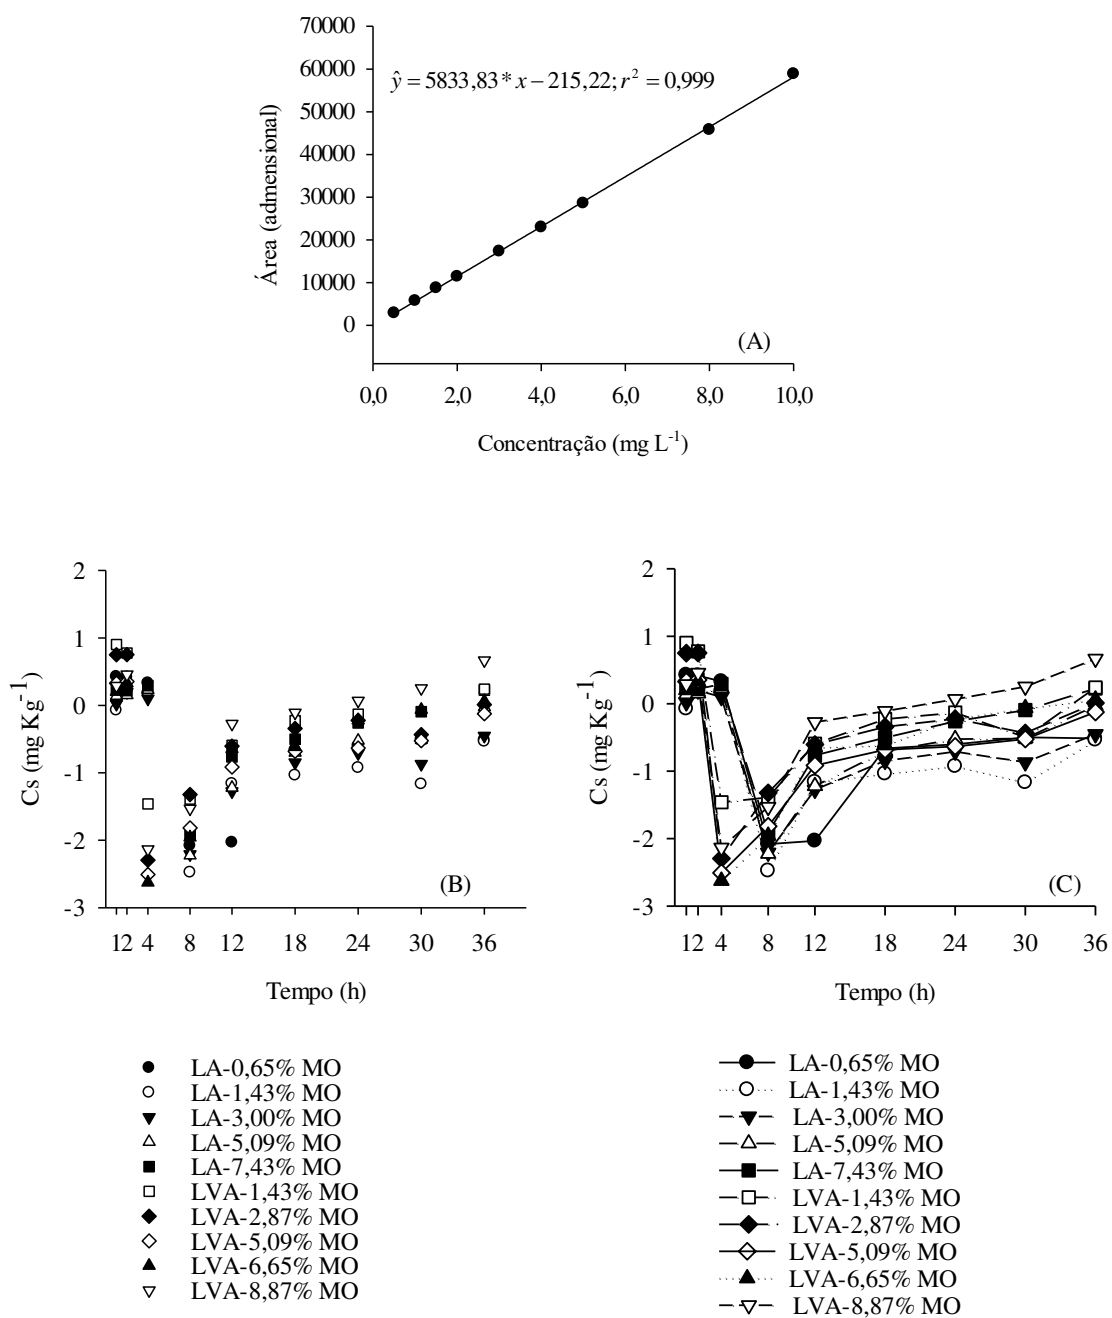 70000
60000
ŷ = 5833,83* x − 215,22; r² = 0,999
50000
40000
30000
20000
10000
0
Área (admensional)
(A)
0,0 2,0 4,0 6,0 8,0 10,0
Concentração (mg L⁻¹)
2
1
0
-1
-2
-3
Cs (mg Kg⁻¹)
(B)
1 2 4 8 12 18 24 30 36
Tempo (h)
2
1
0
-1
-2
-3
Cs (mg Kg⁻¹)
(C)
1 2 4 8 12 18 24 30 36
Tempo (h)
LA-0,65% MO
LA-1,43% MO
LA-3,00% MO
LA-5,09% MO
LA-7,43% MO
LVA-1,43% MO
LVA-2,87% MO
LVA-5,09% MO
LVA-6,65% MO
LVA-8,87% MO
LA-0,65% MO
LA-1,43% MO
LA-3,00% MO
LA-5,09% MO
LA-7,43% MO
LVA-1,43% MO
LVA-2,87% MO
LVA-5,09% MO
LVA-6,65% MO
LVA-8,87% MO